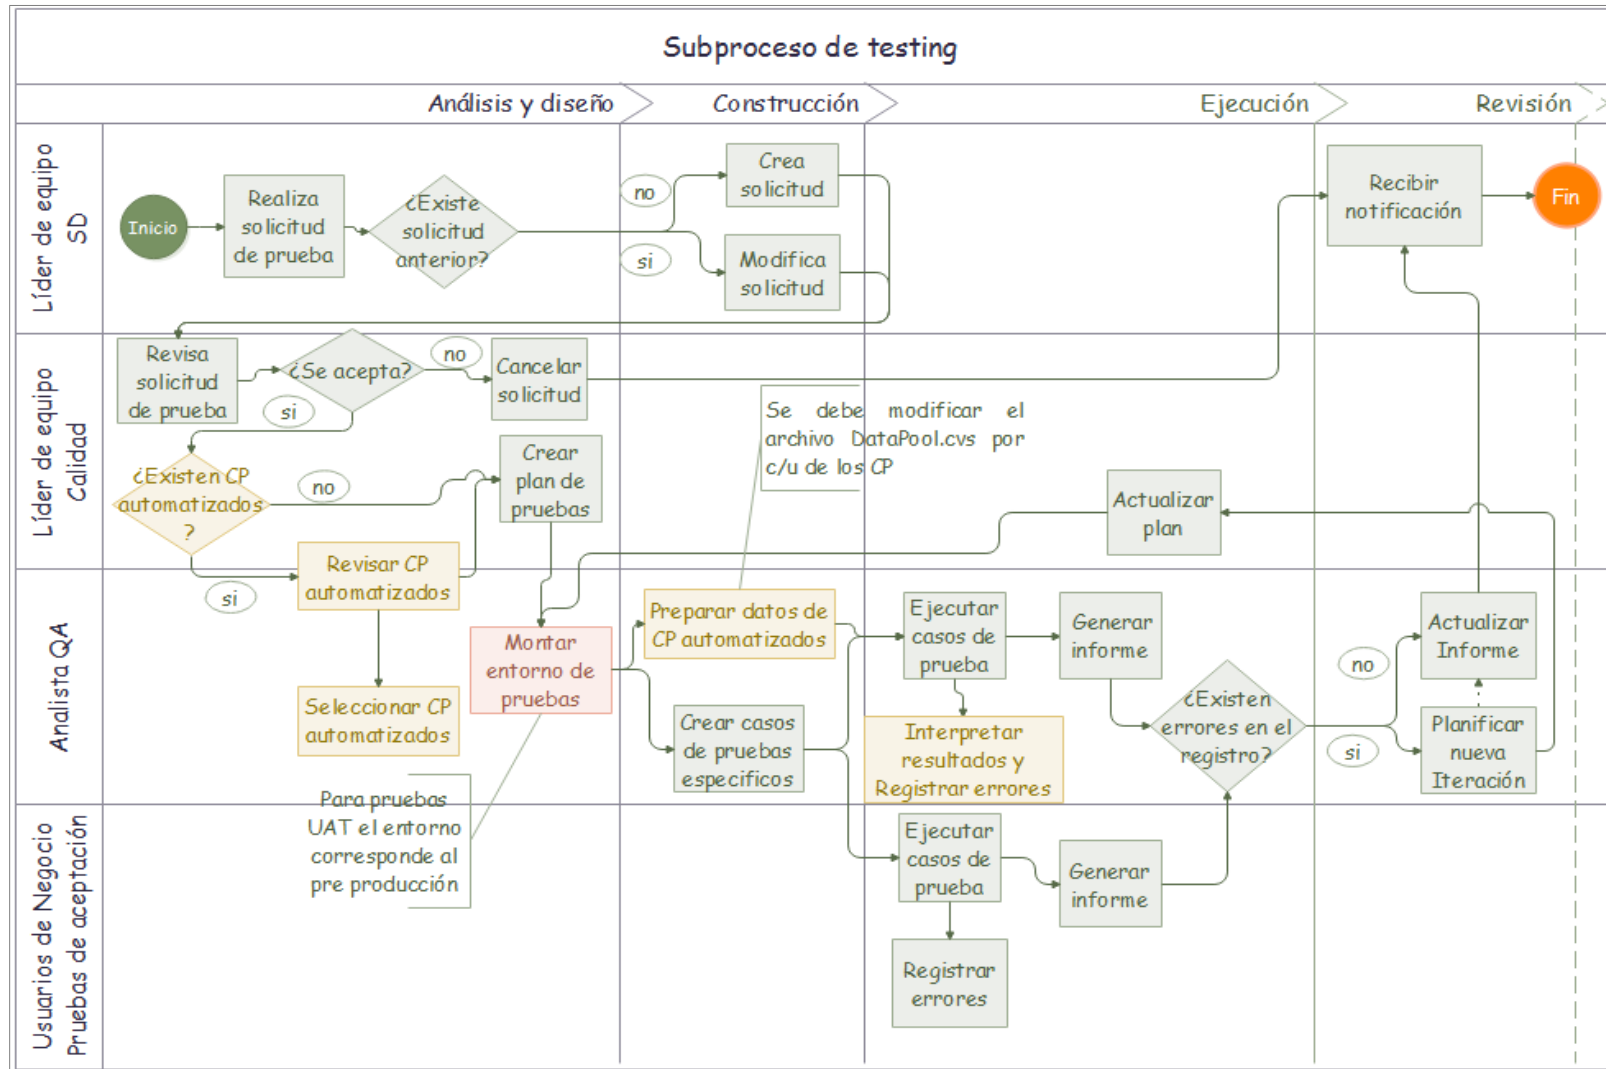 Subproceso de testing
Análisis y diseño
Construcción
Ejecución
Revisión
Líder de equipo
SD
Inicio
Realiza
solicitud
de prueba
¿Existe
solicitud
anterior?
no
si
Crea
solicitud
Modifica
solicitud
Recibir
notificación
Fin
Líder de equipo
Calidad
Revisa
solicitud
de prueba
¿Se acepta?
no
si
Cancelar
solicitud
¿Existen CP
automatizados
?
no
si
Crear
plan de
pruebas
Se debe modificar el
archivo DataPool.cvs por
c/u de los CP
Actualizar
plan
Analista QA
Revisar CP
automatizados
Seleccionar CP
automatizados
Montar
entorno de
pruebas
Para pruebas
UAT el entorno
corresponde al
pre producción
Preparar datos de
CP automatizados
Crear casos
de pruebas
especificos
Ejecutar
casos de
prueba
Generar
informe
Interpretar
resultados y
Registrar errores
¿Existen
errores en el
registro?
no
si
Actualizar
Informe
Planificar
nueva
Iteración
Usuarios de Negocio
Pruebas de aceptación
Ejecutar
casos de
prueba
Generar
informe
Registrar
errores